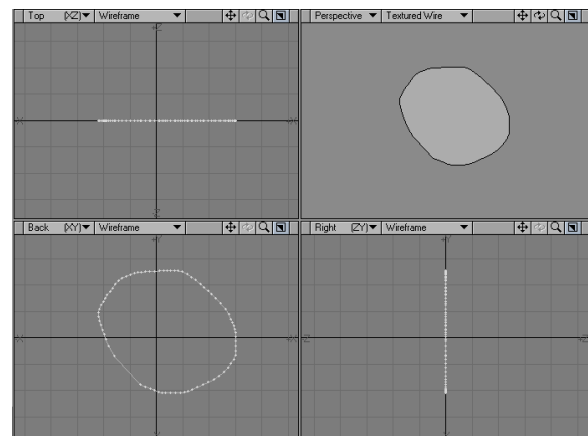 Top (XZ) Wireframe
Perspective Textured Wire
Z
X
Z
Back (XY) Wireframe
Right (ZY) Wireframe
+Y
+Y
X
+X
Z
Y
Y